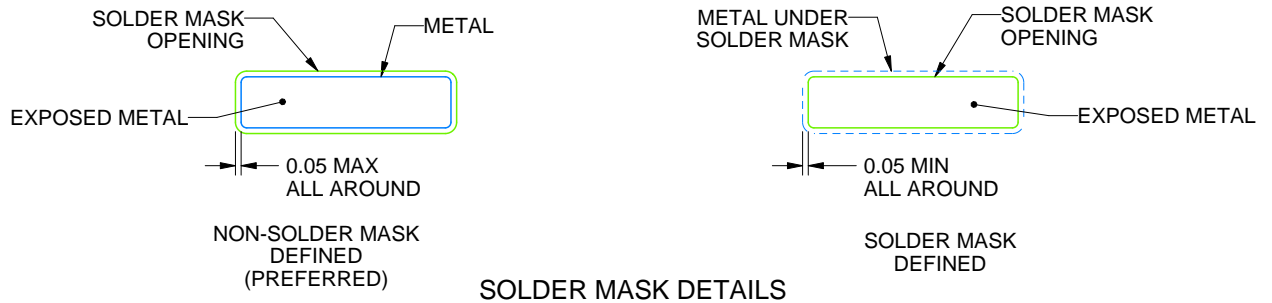 SOLDER MASK
OPENING
METAL
EXPOSED METAL
0.05 MAX
ALL AROUND
NON-SOLDER MASK
DEFINED
(PREFERRED)
METAL UNDER
SOLDER MASK
SOLDER MASK
OPENING
EXPOSED METAL
0.05 MIN
ALL AROUND
SOLDER MASK
DEFINED
SOLDER MASK DETAILS